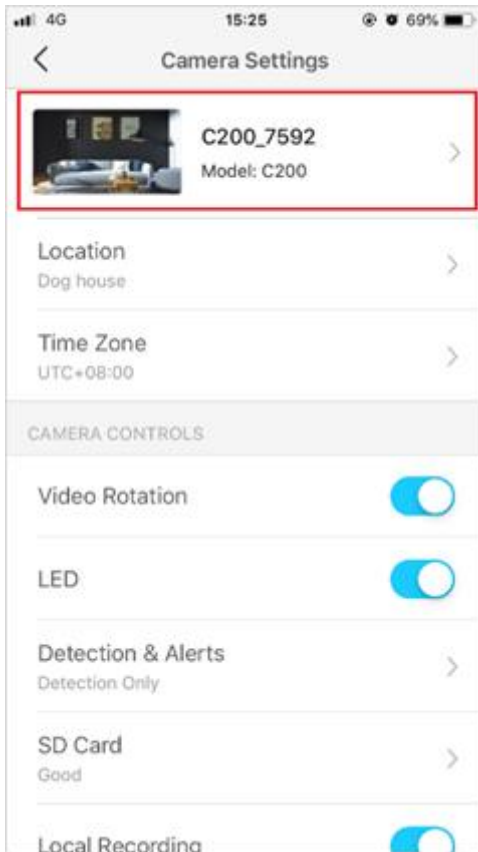 4G 15:25 69%
Camera Settings
C200_7592
Model: C200
Location
Dog house
Time Zone
UTC+08:00
CAMERA CONTROLS
Video Rotation
LED
Detection & Alerts
Detection Only
SD Card
Good
Local Recording